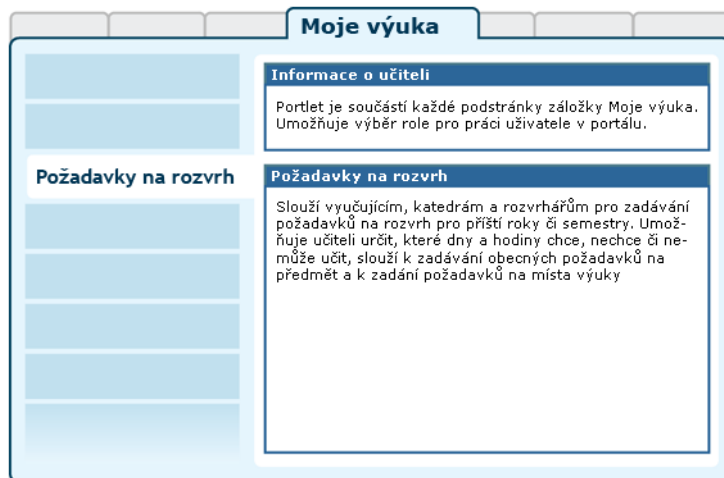 Moje výuka
Informace o učiteli
Portlet je součástí každé podstránky záložky Moje výuka.
Umožňuje výběr role pro práci uživatele v portálu.
Požadavky na rozvrh
Požadavky na rozvrh
Slouží vyučujícím, katedrám a rozvrhářům pro zadávání
požadavků na rozvrh pro příští roky či semestry. Umož-
ňuje učiteli určit, které dny a hodiny chce, nechce či ne-
může učit, slouží k zadávání obecných požadavků na
předmět a k zadání požadavků na místa výuky